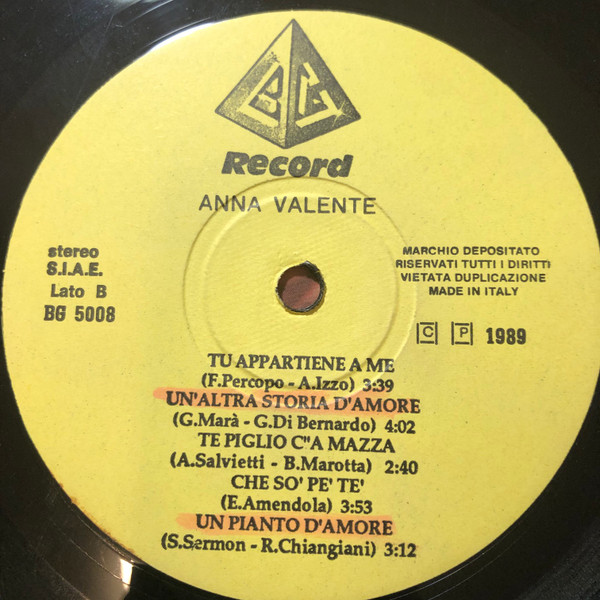 BG
Record
ANNA VALENTE
stereo
S.I.A.E.
Lato B
BG 5008
MARCHIO DEPOSITATO
RISERVATI TUTTI I DIRITTI
VIETATA DUPLICAZIONE
MADE IN ITALY
C P 1989
TU APPARTIENE A ME
(F.Percopo - A.Izzo) 3:39
UN'ALTRA STORIA D'AMORE
(G.Marà - G.Di Bernardo) 4:02
TE PIGLIO C"A MAZZA
(A.Salvietti - B.Marotta) 2:40
CHE SO' PE' TE'
(E.Amendola) 3:53
UN PIANTO D'AMORE
(S.Sermon - R.Chiangiani) 3:12